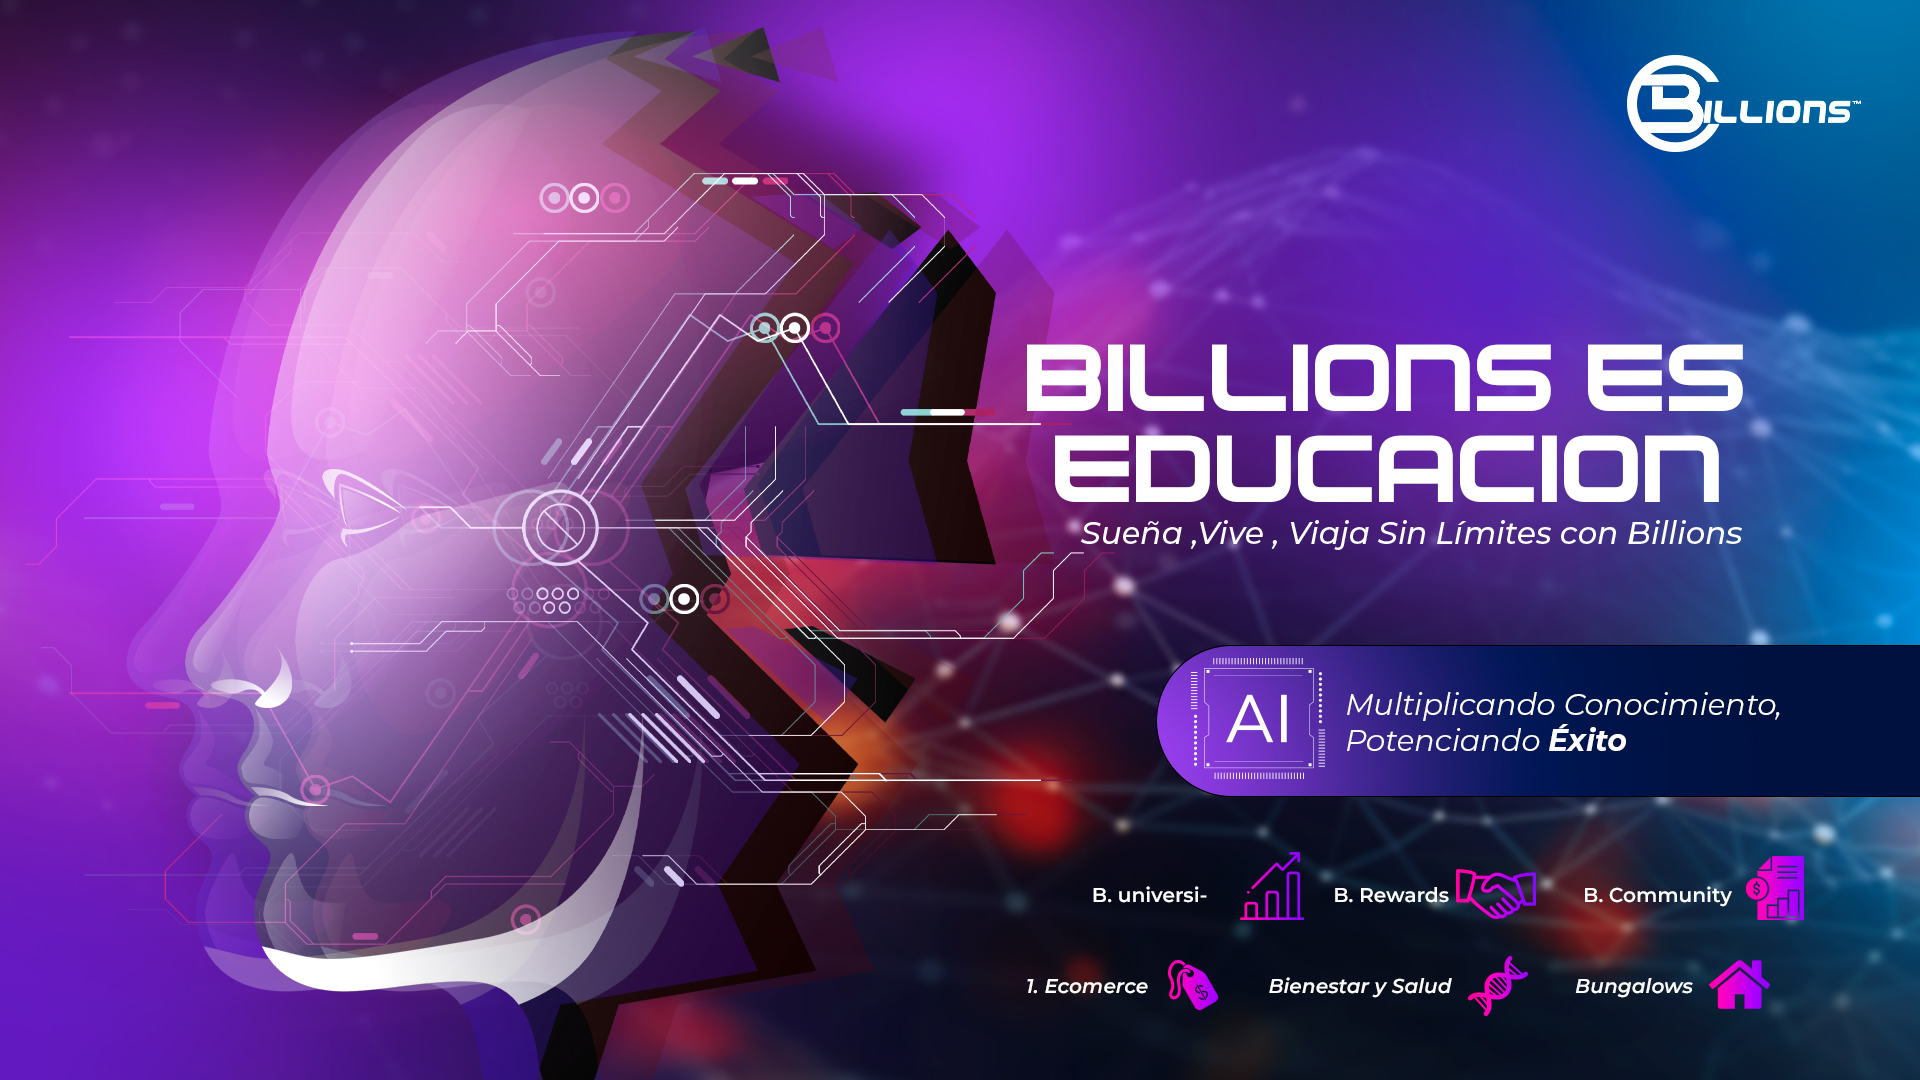 BILLIONS™
BILLIONS ES
EDUCACION
Sueña ,Vive , Viaja Sin Límites con Billions
AI
Multiplicando Conocimiento,
Potenciando Éxito
B. universi-
B. Rewards
B. Community
1. Ecomerce
Bienestar y Salud
Bungalows